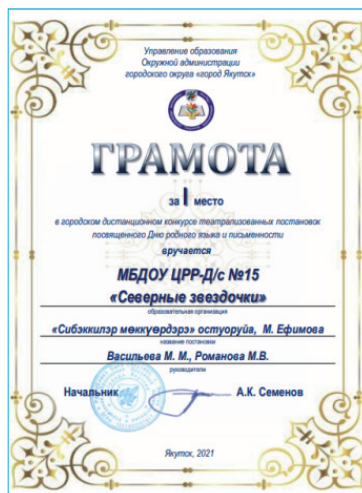 Управление образования
Окружной администрации
городского округа «город Якутск»
ГРАМОТА
за I место
в городском дистанционном конкурсе театрализованных постановок
посвященного Дню родного языка и письменности
вручается
МБДОУ ЦРР-Д/с №15
«Северные звездочки»
образовательная организация
«Сибэккилэр мөккүөрдэрэ» остуоруйа, М. Ефимова
название постановки
Васильева М. М., Романова М.В.
руководители
Начальник А.К. Семенов
Якутск, 2021